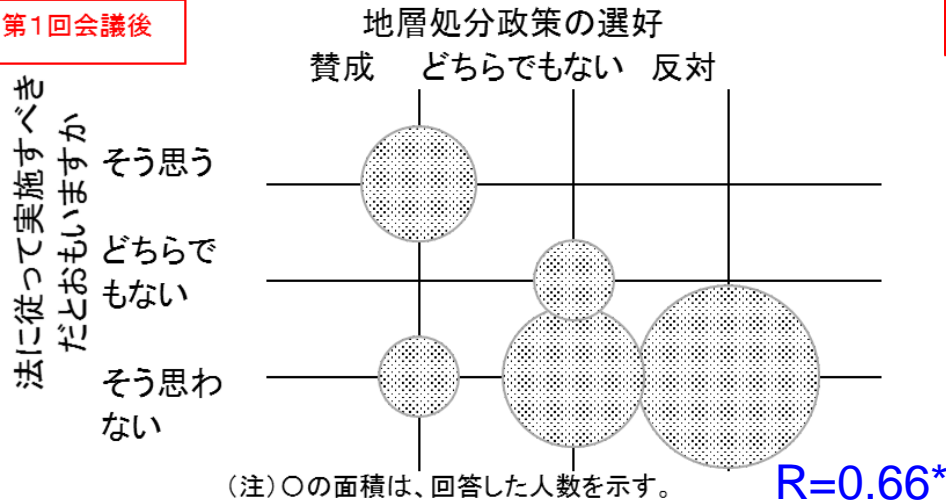 第1回会議後
地層処分政策の選好
賛成 どちらでもない 反対
法に従って実施すべき
だとおもいますか
そう思う
どちらで
もない
そう思わ
ない
(注)○の面積は、回答した人数を示す。
R=0.66*